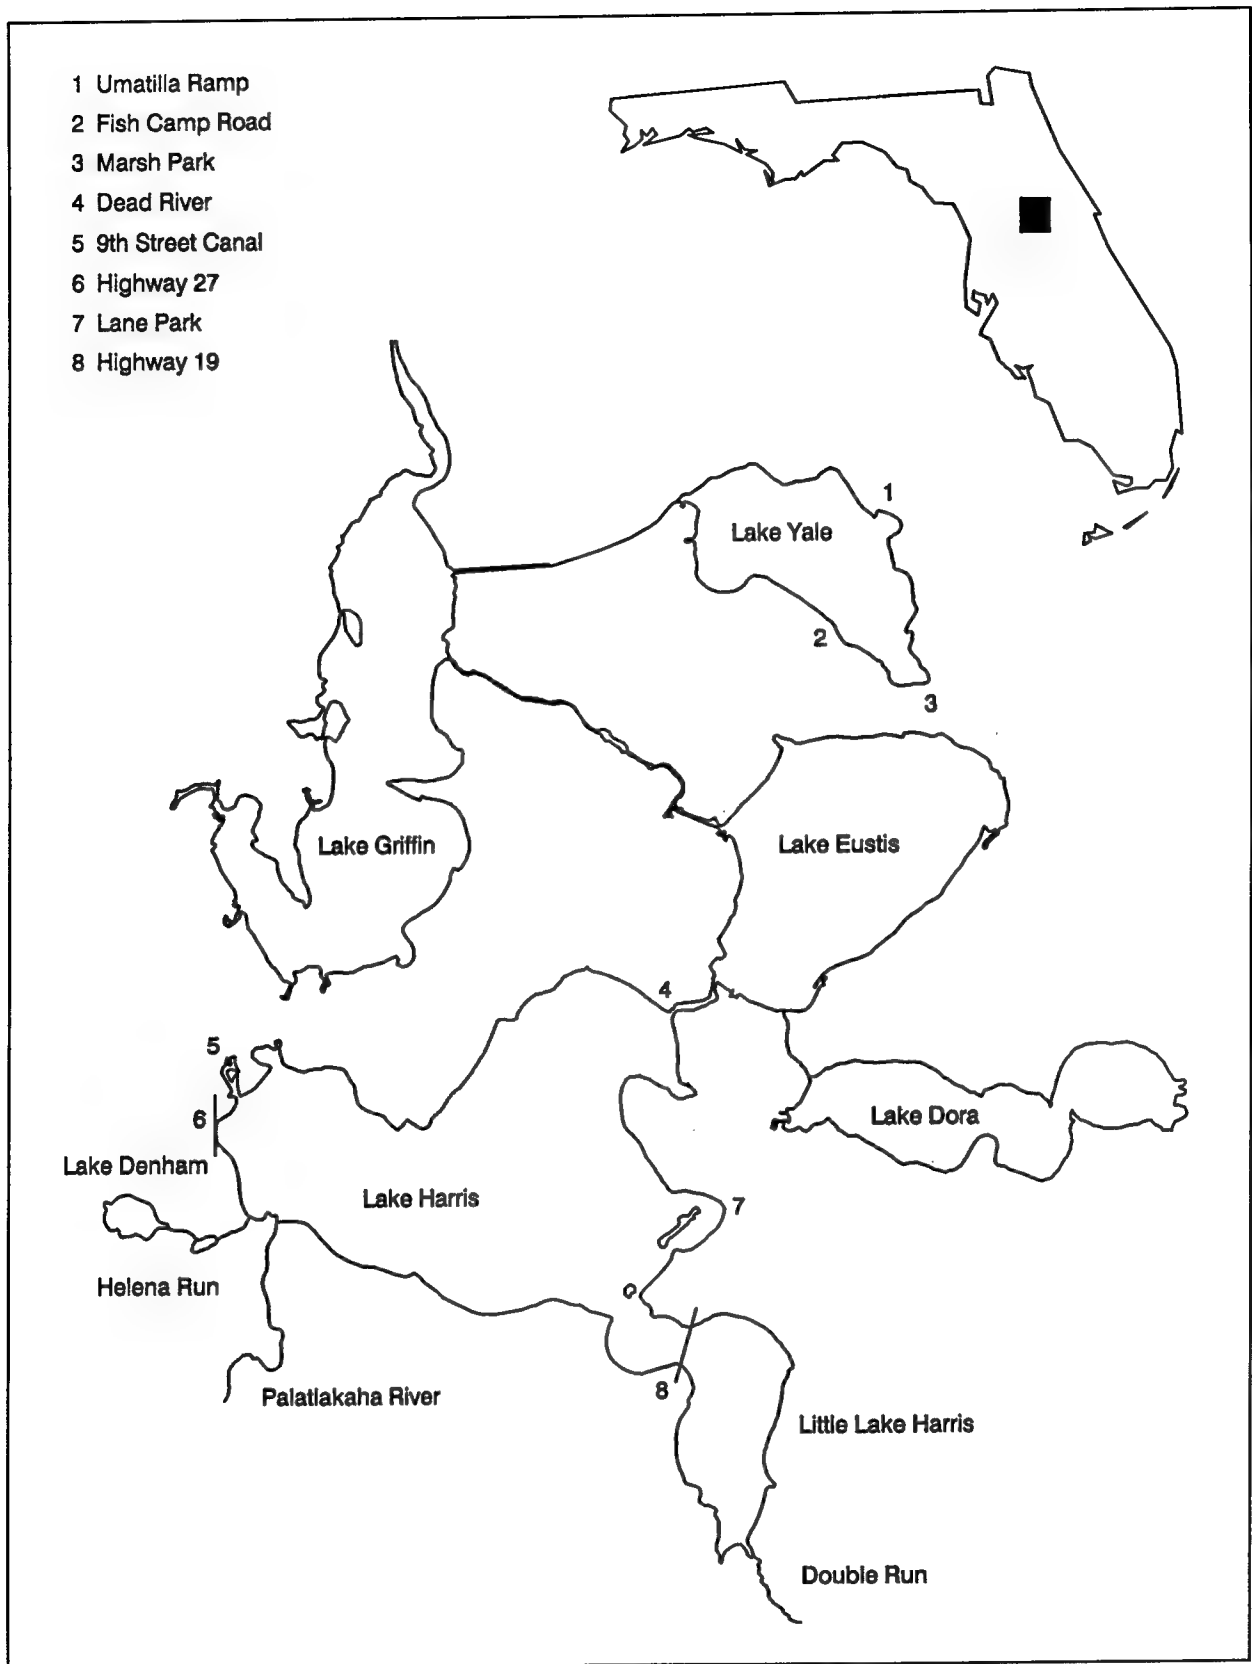 1 Umatilla Ramp
2 Fish Camp Road
3 Marsh Park
4 Dead River
5 9th Street Canal
6 Highway 27
7 Lane Park
8 Highway 19
1
Lake Yale
2
3
Lake Griffin
Lake Eustis
4
5
6
Lake Dora
Lake Denham
Lake Harris
7
Helena Run
8
Palatlakaha River
Little Lake Harris
Double Run